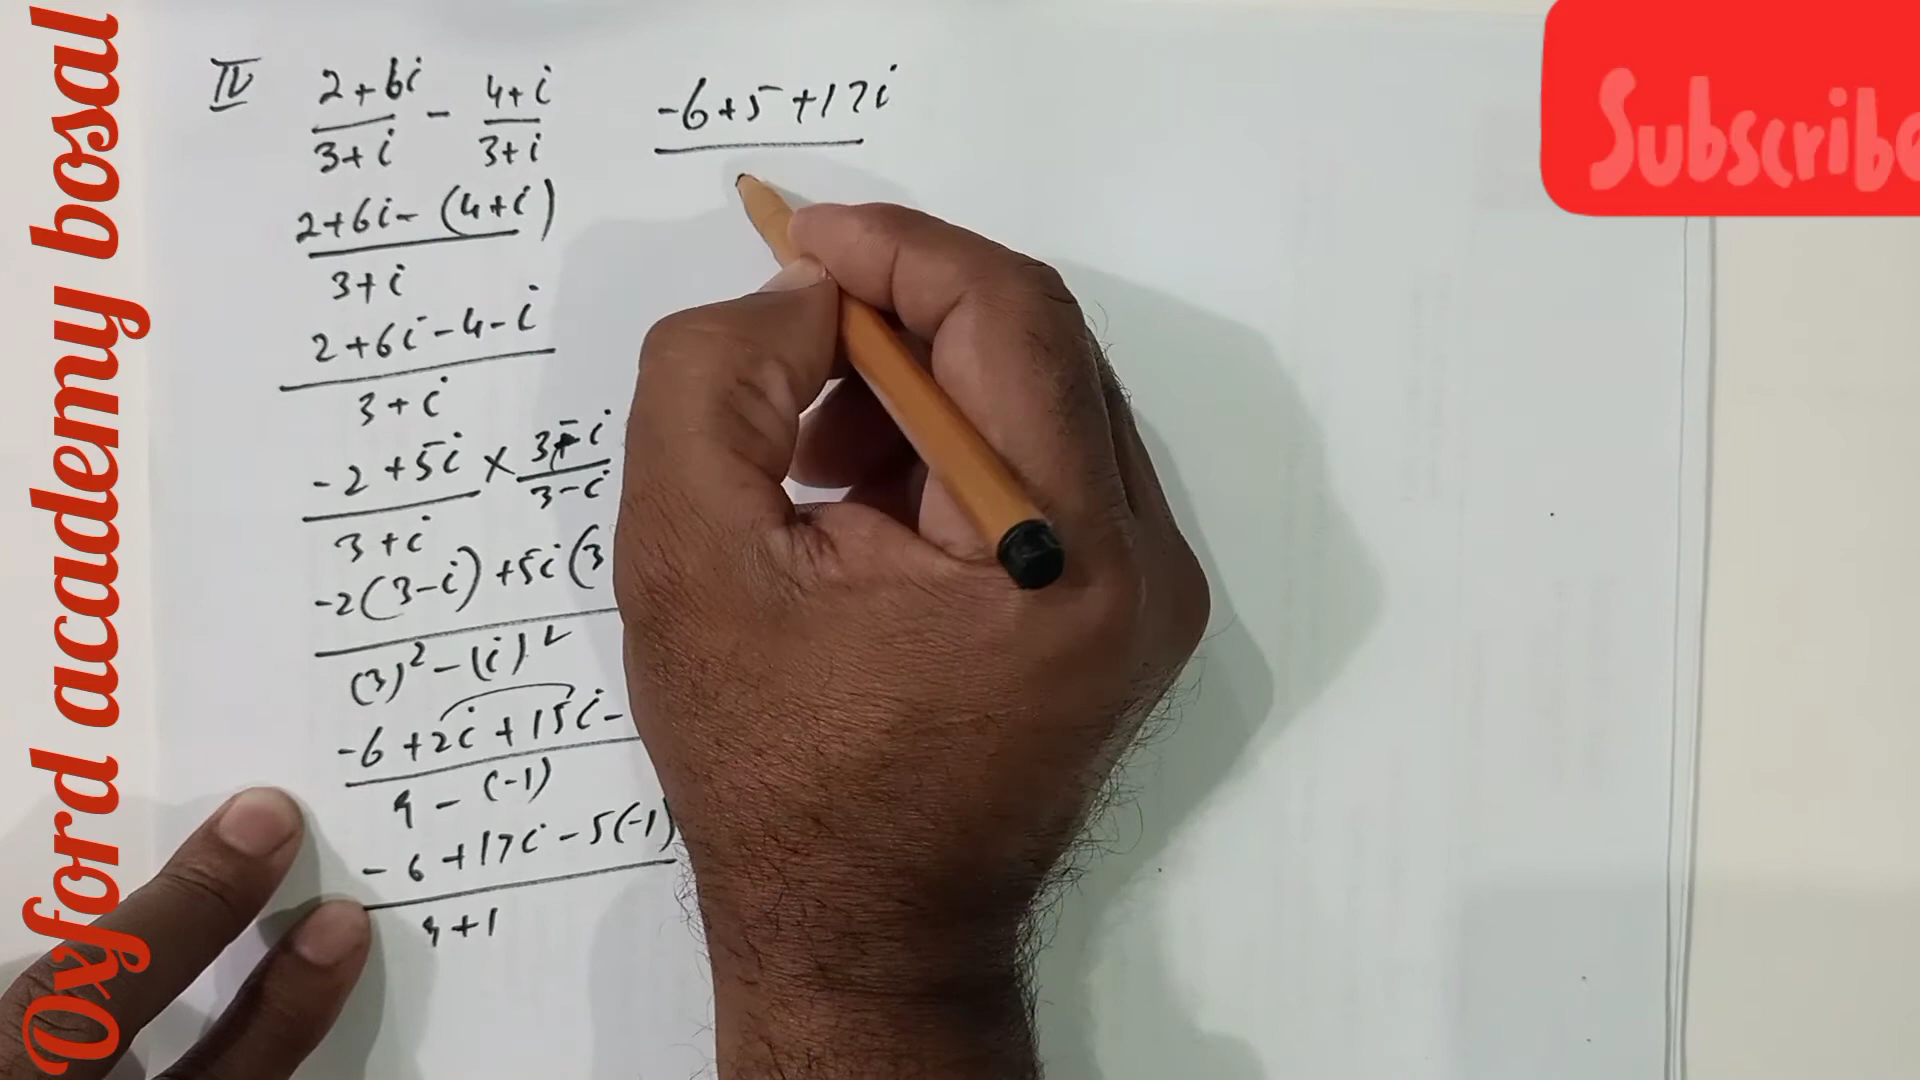 Oxford academy bosal
IV
2+6i/3+i - 4+i/3+i
2+6i-(4+i)/3+i
2+6i-4-i/3+i
-2+5i/3+i × 3-i/3-i
-2(3-i)+5i(3
(3)²-(i)²
-6+2i+15i-
9-(-1)
-6+17i-5(-1)
9+1
-6+5+17i
Subscribe